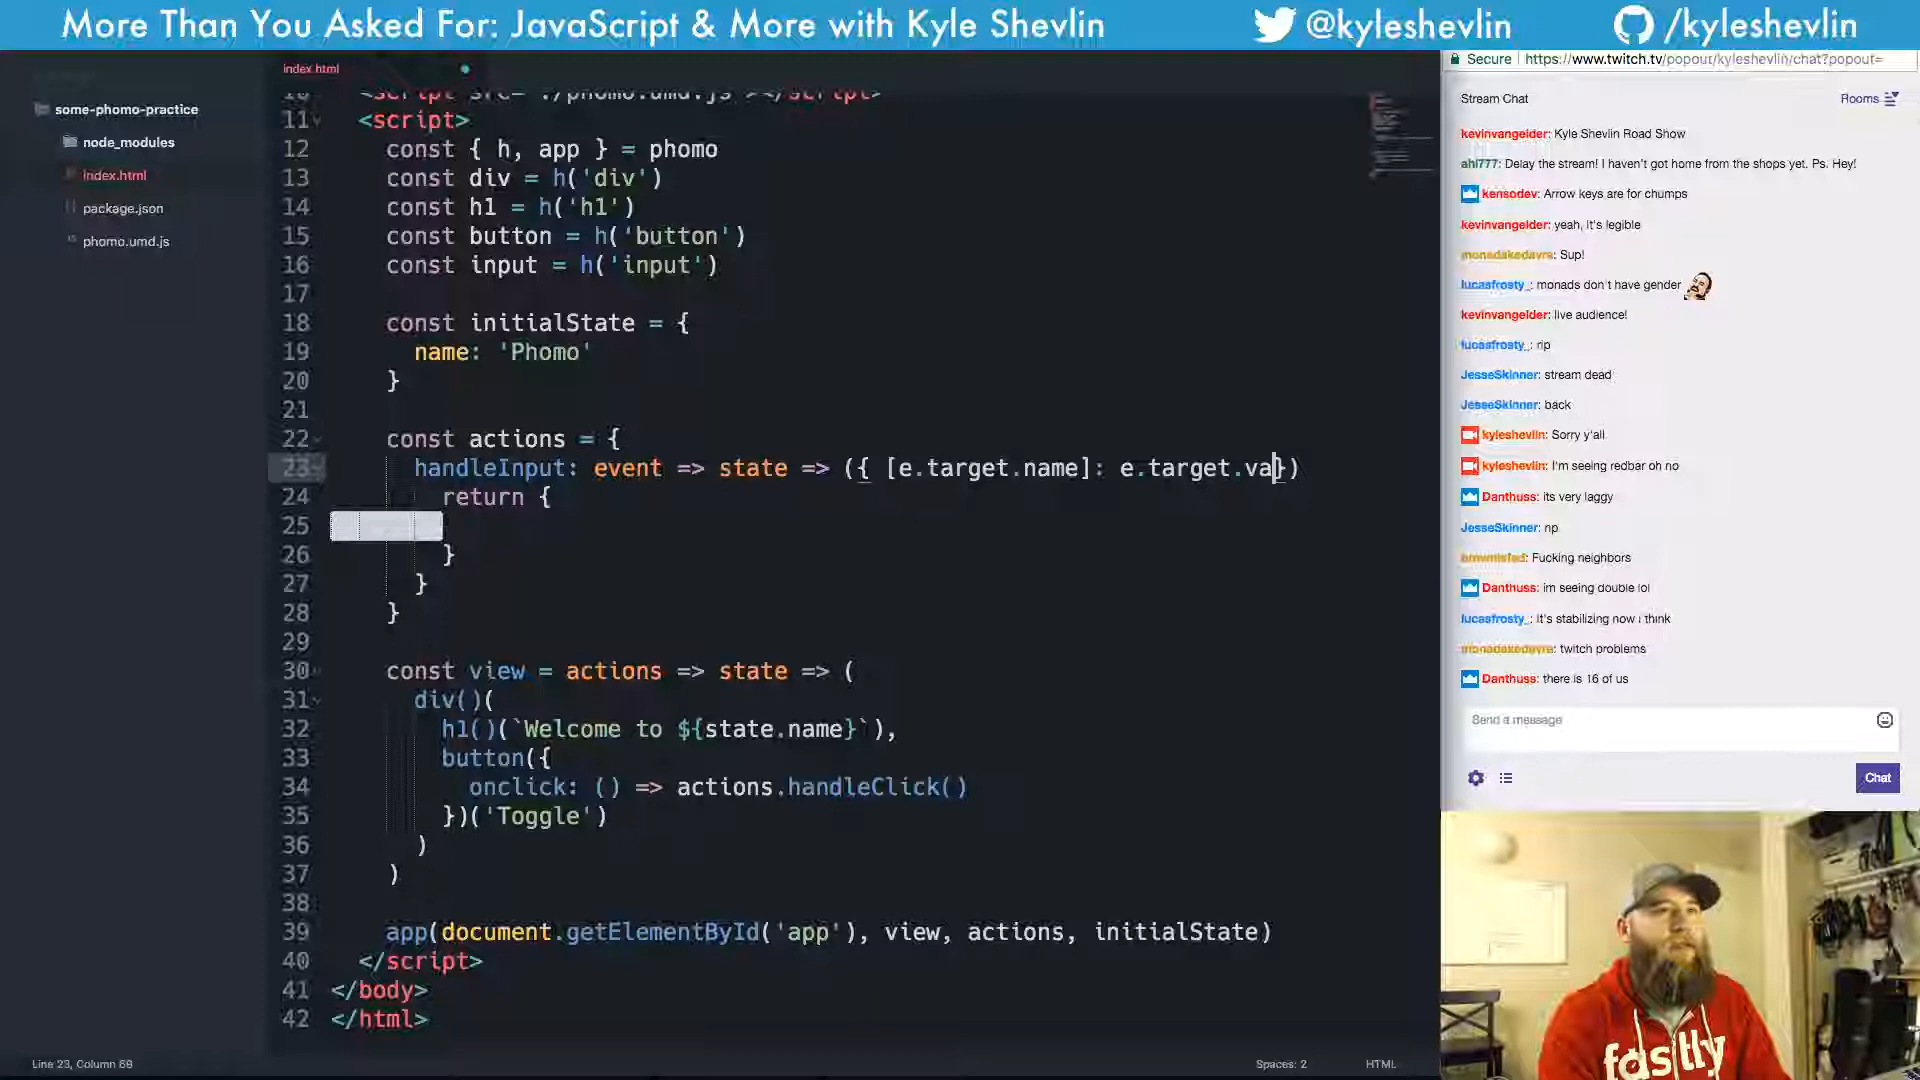 More Than You Asked For: JavaScript & More with Kyle Shevlin
@kyleshevlin
/kyleshevlin
index.html
some-phomo-practice
node_modules
index.html
package.json
phomo.umd.js
10 <script src="./phomo.umd.js"></script>
11 <script>
12 const { h, app } = phomo
13 const div = h('div')
14 const h1 = h('h1')
15 const button = h('button')
16 const input = h('input')
17
18 const initialState = {
19 name: 'Phomo'
20 }
21
22 const actions = {
23 handleInput: event => state => ({ [e.target.name]: e.target.va})
24 return {
25
26 }
27 }
28 }
29
30 const view = actions => state => (
31 div()(
32 h1()(`Welcome to ${state.name}`),
33 button({
34 onclick: () => actions.handleClick()
35 })('Toggle')
36 )
37 )
38
39 app(document.getElementById('app'), view, actions, initialState)
40 </script>
41 </body>
42 </html>
Line 23, Column 69
Spaces: 2
HTML
Secure https://www.twitch.tv/popout/kyleshevlin/chat?popout=
Stream Chat
Rooms
kevinvangelder: Kyle Shevlin Road Show
ahi777: Delay the stream! I haven't got home from the shops yet. Ps. Hey!
kensodev: Arrow keys are for chumps
kevinvangelder: yeah, it's legible
monadakedavra: Sup!
lucasfrosty_: monads don't have gender
kevinvangelder: live audience!
lucasfrosty_: rip
JesseSkinner: stream dead
JesseSkinner: back
kyleshevlin: Sorry y'all
kyleshevlin: I'm seeing redbar oh no
Danthuss: its very laggy
JesseSkinner: np
Fucking neighbors
Danthuss: im seeing double lol
lucasfrosty_: It's stabilizing now i think
monadakedavra: twitch problems
Danthuss: there is 16 of us
Send a message
Chat
fastly